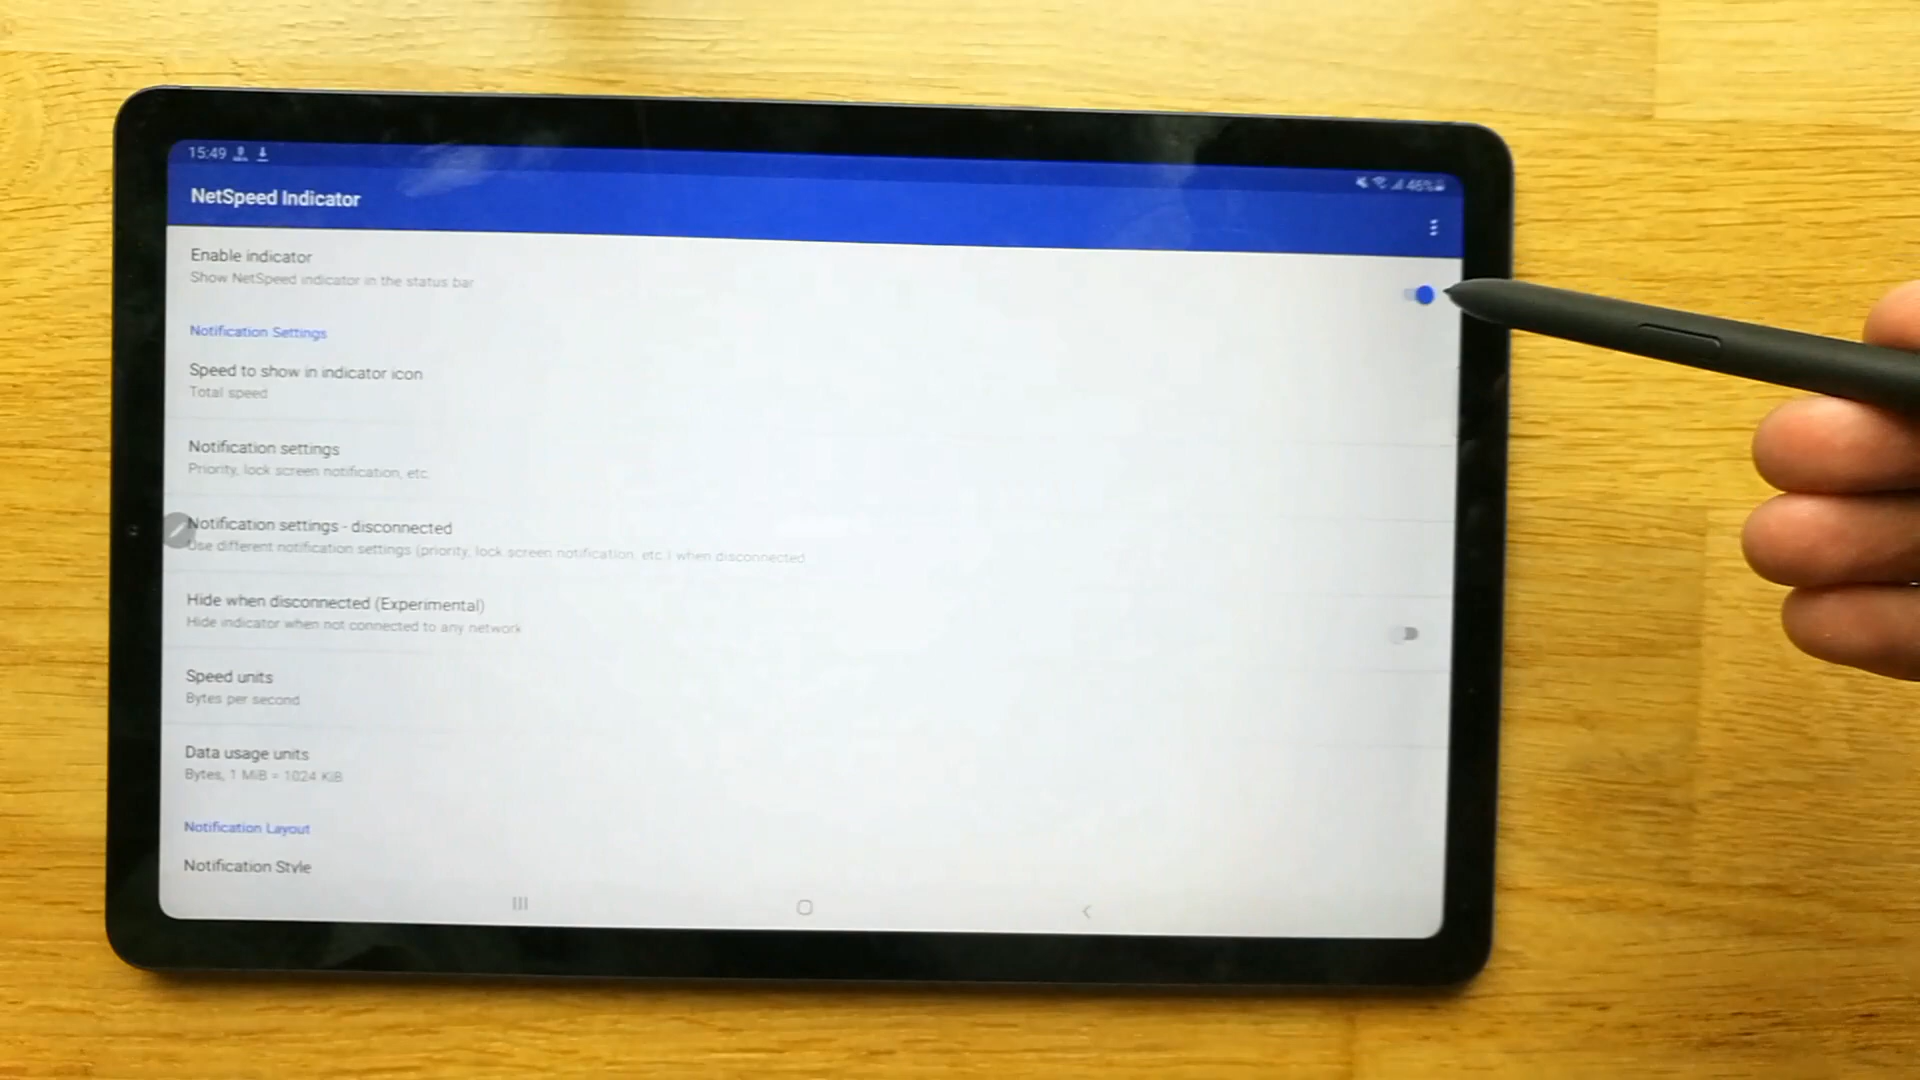 15:49
46%
NetSpeed Indicator
Enable indicator
Show NetSpeed indicator in the status bar
Notification Settings
Speed to show in indicator icon
Total speed
Notification settings
Priority, lock screen notification, etc.
Notification settings - disconnected
Use different notification settings (priority, lock screen notification, etc.) when disconnected
Hide when disconnected (Experimental)
Hide indicator when not connected to any network
Speed units
Bytes per second
Data usage units
Bytes, 1 MiB = 1024 KiB
Notification Layout
Notification Style